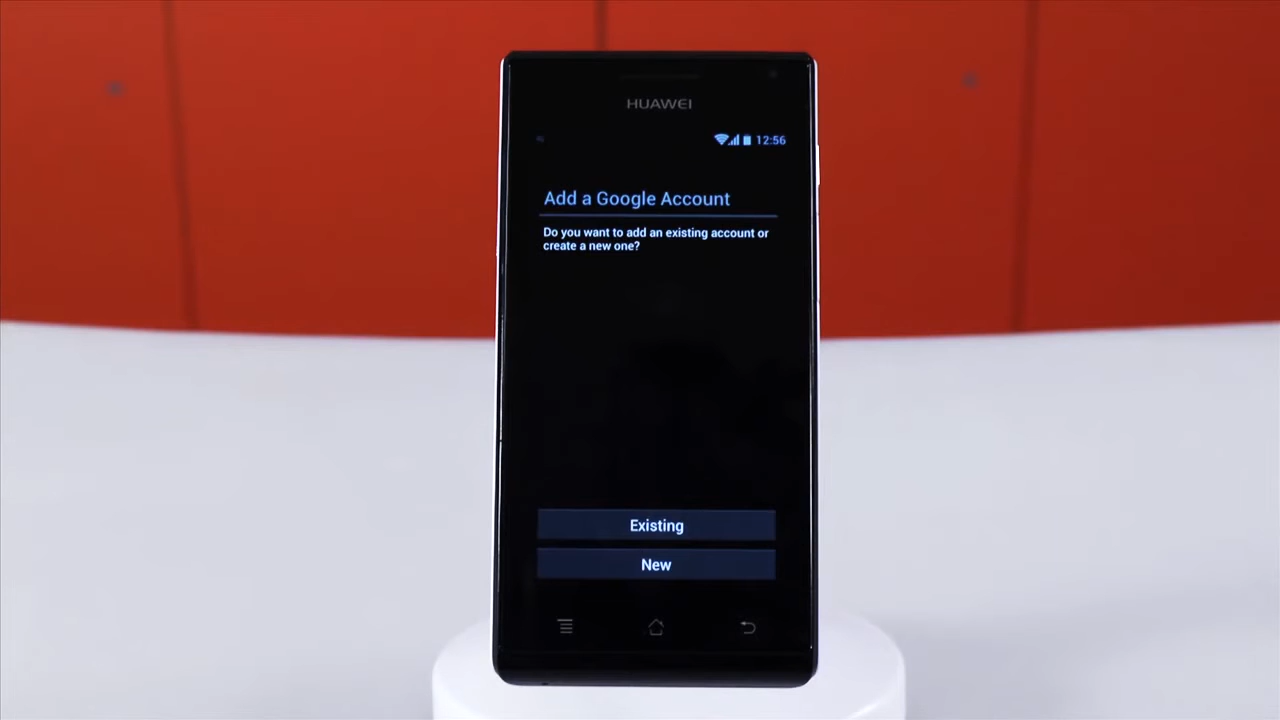 HUAWEI
12:56
Add a Google Account
Do you want to add an existing account or
create a new one?
Existing
New